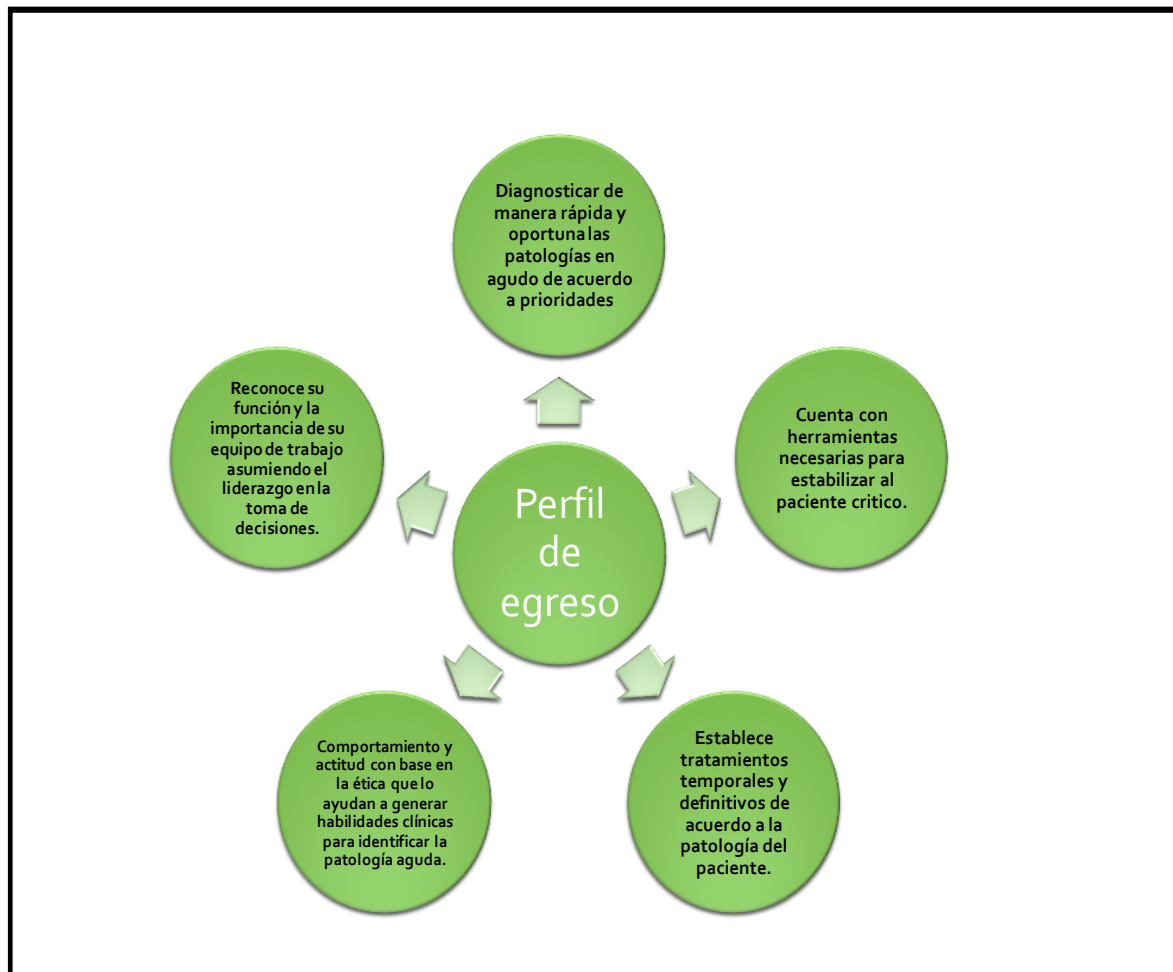 Diagnosticar de
manera rápida y
oportuna las
patologías en
agudo de acuerdo
a prioridades
Reconoce su
función y la
importancia de su
equipo de trabajo
asumiendo el
liderazgo en la
toma de
decisiones.
Cuenta con
herramientas
necesarias para
estabilizar al
paciente critico.
Perfil
de
egreso
Comportamiento y
actitud con base en
la ética que lo
ayudan a generar
habilidades clínicas
para identificar la
patología aguda.
Establece
tratamientos
temporales y
definitivos de
acuerdo a la
patología del
paciente.